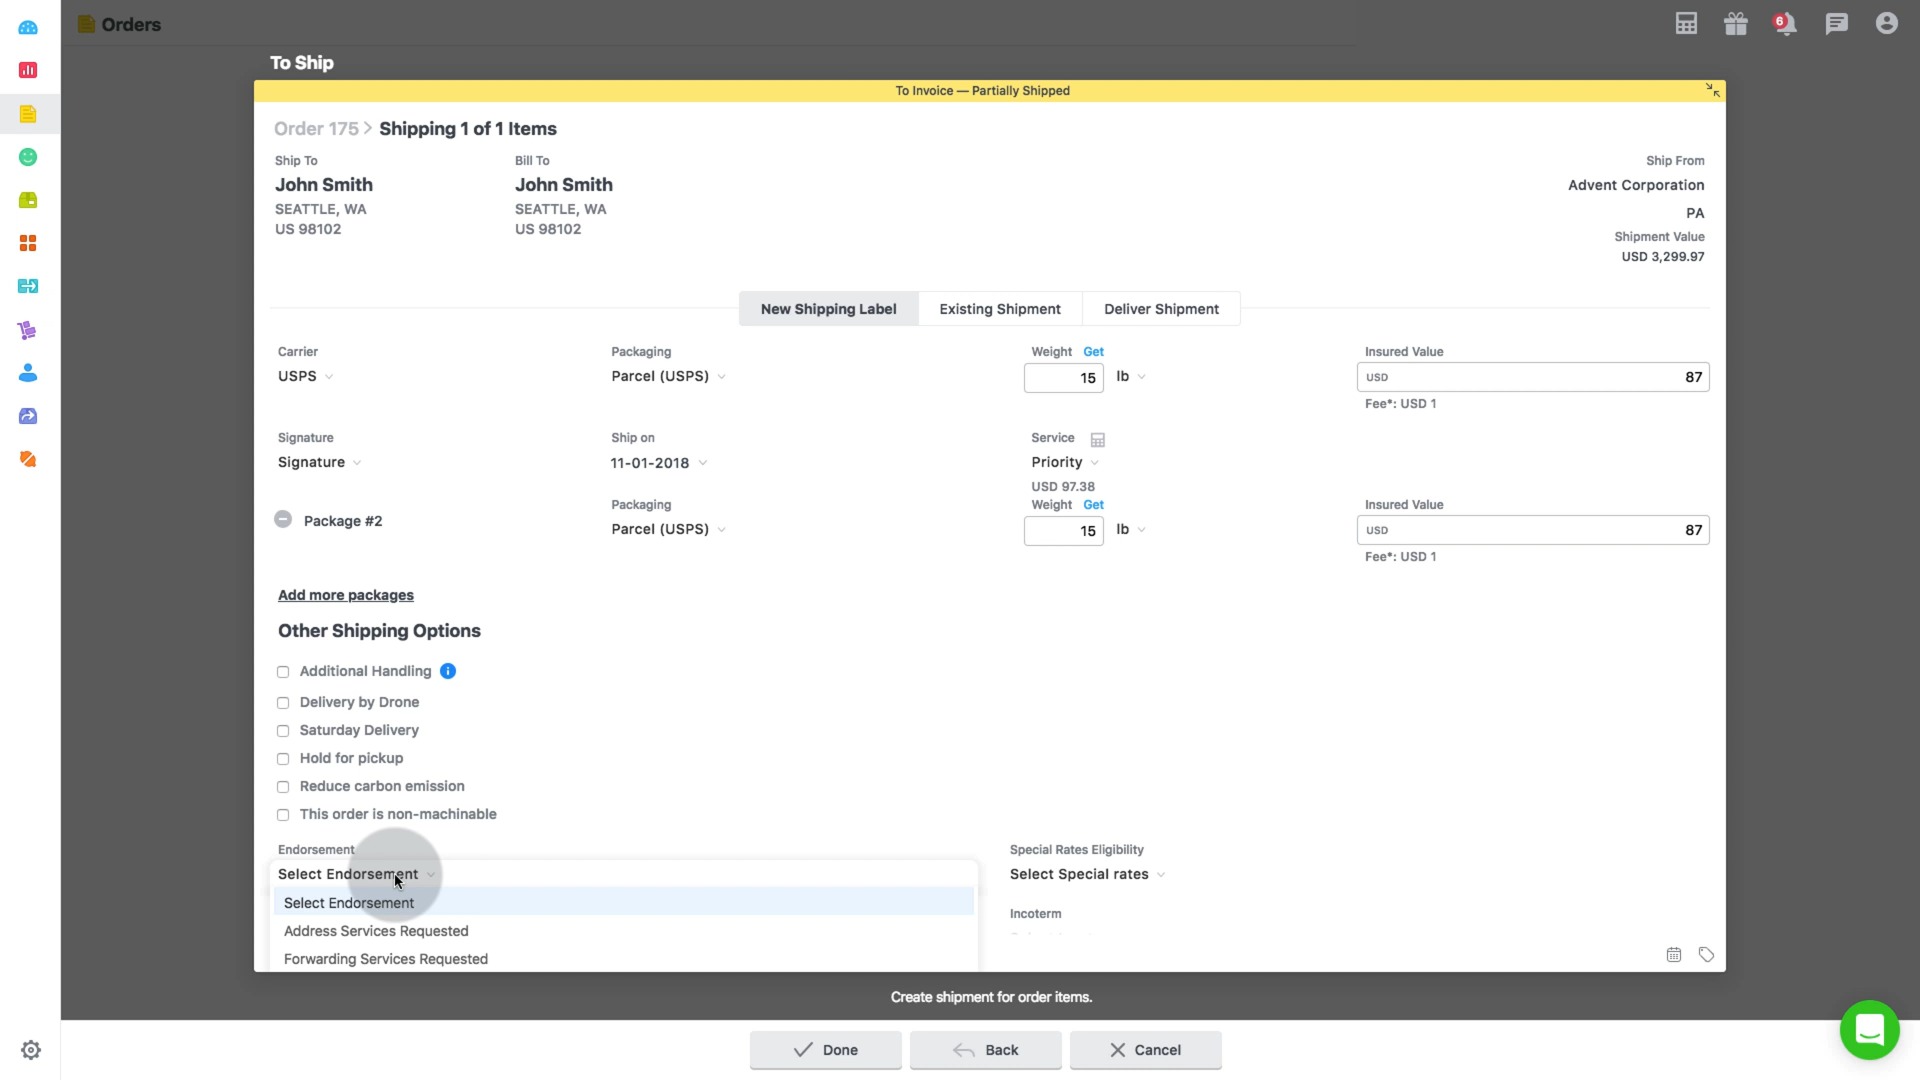 Orders
6
To Ship
To Invoice — Partially Shipped
Order 175 > Shipping 1 of 1 Items
Ship To
Bill To
Ship From
John Smith
John Smith
Advent Corporation
SEATTLE, WA
SEATTLE, WA
PA
US 98102
US 98102
Shipment Value
USD 3,299.97
New Shipping Label
Existing Shipment
Deliver Shipment
Carrier
Packaging
Weight Get
Insured Value
USPS
Parcel (USPS)
15 lb
USD 87
Fee*: USD 1
Signature
Ship on
Service
Signature
11-01-2018
Priority
USD 97.38
Packaging
Weight Get
Insured Value
Package #2
Parcel (USPS)
15 lb
USD 87
Fee*: USD 1
Add more packages
Other Shipping Options
Additional Handling i
Delivery by Drone
Saturday Delivery
Hold for pickup
Reduce carbon emission
This order is non-machinable
Endorsement
Special Rates Eligibility
Select Endorsement
Select Special rates
Select Endorsement
Incoterm
Address Services Requested
Forwarding Services Requested
Create shipment for order items.
Done
Back
Cancel